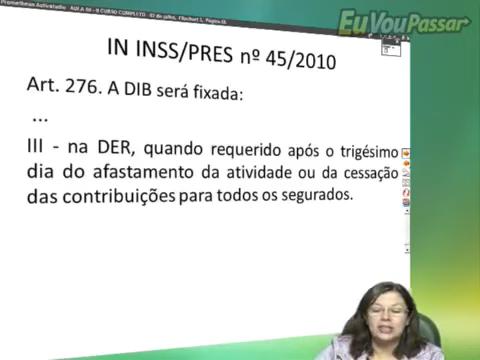 EuVouPassar
IN INSS/PRES nº 45/2010
Art. 276. A DIB será fixada:
...
III - na DER, quando requerido após o trigésimo
dia do afastamento da atividade ou da cessação
das contribuições para todos os segurados.